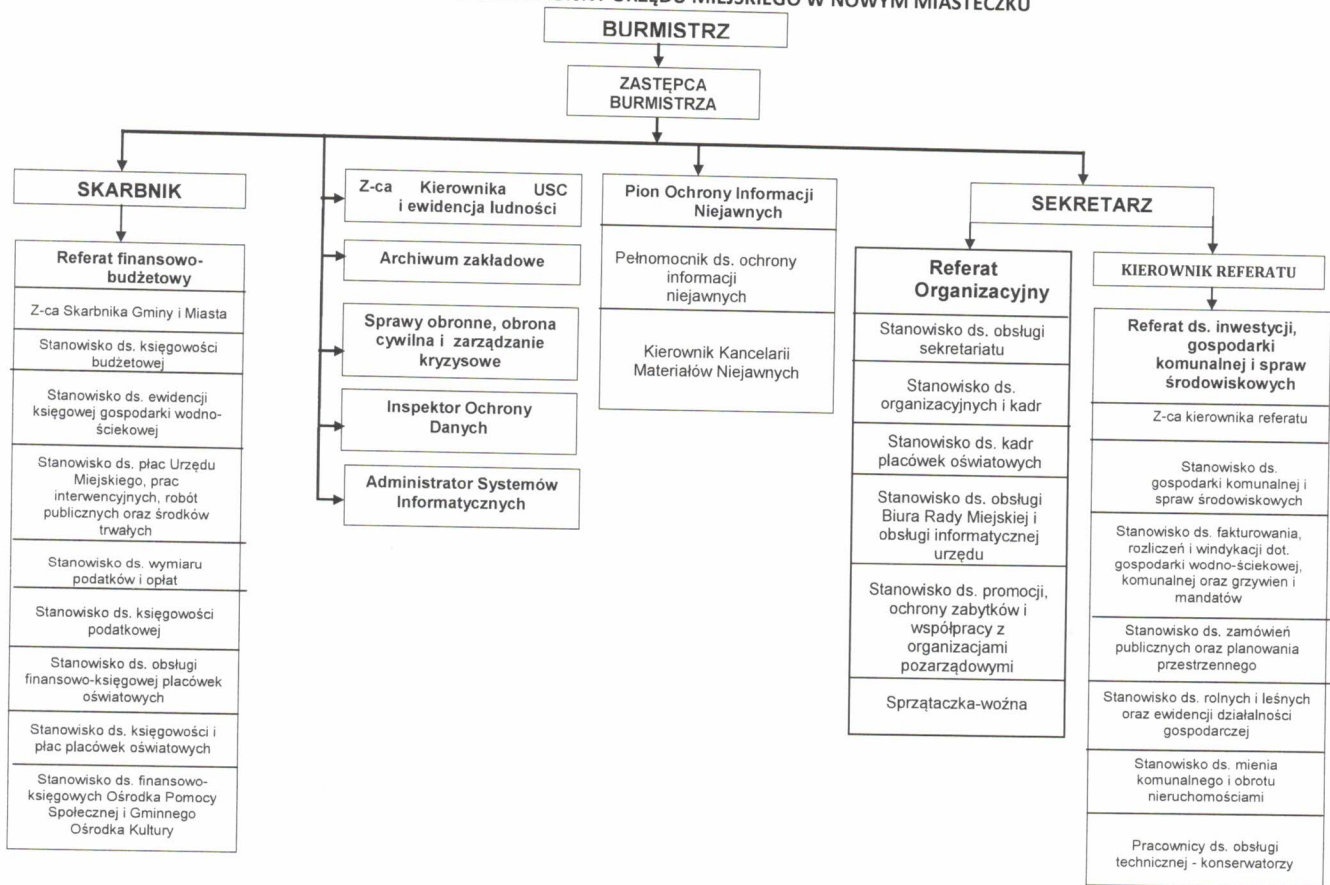 URZĘDU MIEJSKIEGO W NOWYM MIASTECZKU
BURMISTRZ
ZASTĘPCA
BURMISTRZA
SKARBNIK
Referat finansowo-
budżetowy
Z-ca Skarbnika Gminy i Miasta
Stanowisko ds. księgowości
budżetowej
Stanowisko ds. ewidencji
księgowej gospodarki wodno-
ściekowej
Stanowisko ds. płac Urzędu
Miejskiego, prac
interwencyjnych, robót
publicznych oraz środków
trwałych
Stanowisko ds. wymiaru
podatków i opłat
Stanowisko ds. księgowości
podatkowej
Stanowisko ds. obsługi
finansowo-księgowej placówek
oświatowych
Stanowisko ds. księgowości i
płac placówek oświatowych
Stanowisko ds. finansowo-
księgowych Ośrodka Pomocy
Społecznej i Gminnego
Ośrodka Kultury
Z-ca Kierownika USC
i ewidencja ludności
Archiwum zakładowe
Sprawy obronne, obrona
cywilna i zarządzanie
kryzysowe
Inspektor Ochrony
Danych
Administrator Systemów
Informatycznych
Pion Ochrony Informacji
Niejawnych
Pełnomocnik ds. ochrony
informacji
niejawnych
Kierownik Kancelarii
Materiałów Niejawnych
SEKRETARZ
Referat
Organizacyjny
Stanowisko ds. obsługi
sekretariatu
Stanowisko ds.
organizacyjnych i kadr
Stanowisko ds. kadr
placówek oświatowych
Stanowisko ds. obsługi
Biura Rady Miejskiej i
obsługi informatycznej
urzędu
Stanowisko ds. promocji,
ochrony zabytków i
współpracy z
organizacjami
pozarządowymi
Sprzątaczka-woźna
KIEROWNIK REFERATU
Referat ds. inwestycji,
gospodarki
komunalnej i spraw
środowiskowych
Z-ca kierownika referatu
Stanowisko ds.
gospodarki komunalnej i
spraw środowiskowych
Stanowisko ds. fakturowania,
rozliczeń i windykacji dot.
gospodarki wodno-ściekowej,
komunalnej oraz grzywien i
mandatów
Stanowisko ds. zamówień
publicznych oraz planowania
przestrzennego
Stanowisko ds. rolnych i leśnych
oraz ewidencji działalności
gospodarczej
Stanowisko ds. mienia
komunalnego i obrotu
nieruchomościami
Pracownicy ds. obsługi
technicznej - konserwatorzy